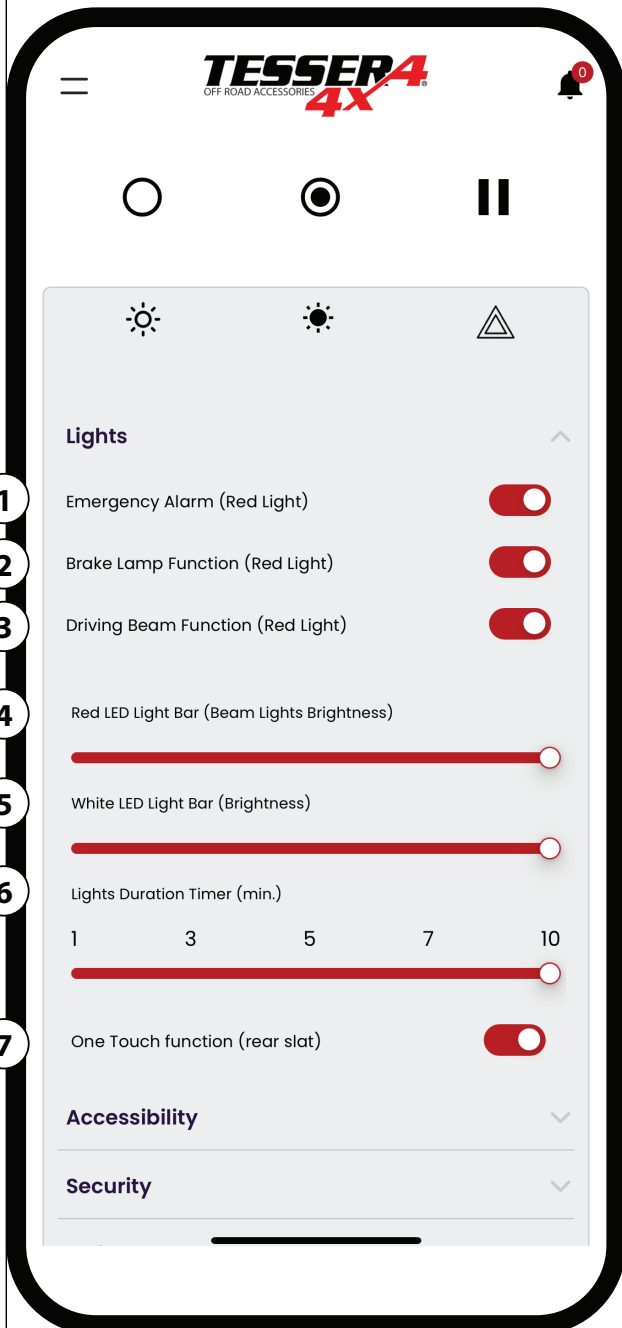 TESSER4
OFF ROAD ACCESSORIES
4X
0
Lights
1
Emergency Alarm (Red Light)
2
Brake Lamp Function (Red Light)
3
Driving Beam Function (Red Light)
4
Red LED Light Bar (Beam Lights Brightness)
5
White LED Light Bar (Brightness)
6
Lights Duration Timer (min.)
1 3 5 7 10
7
One Touch function (rear slat)
Accessibility
Security